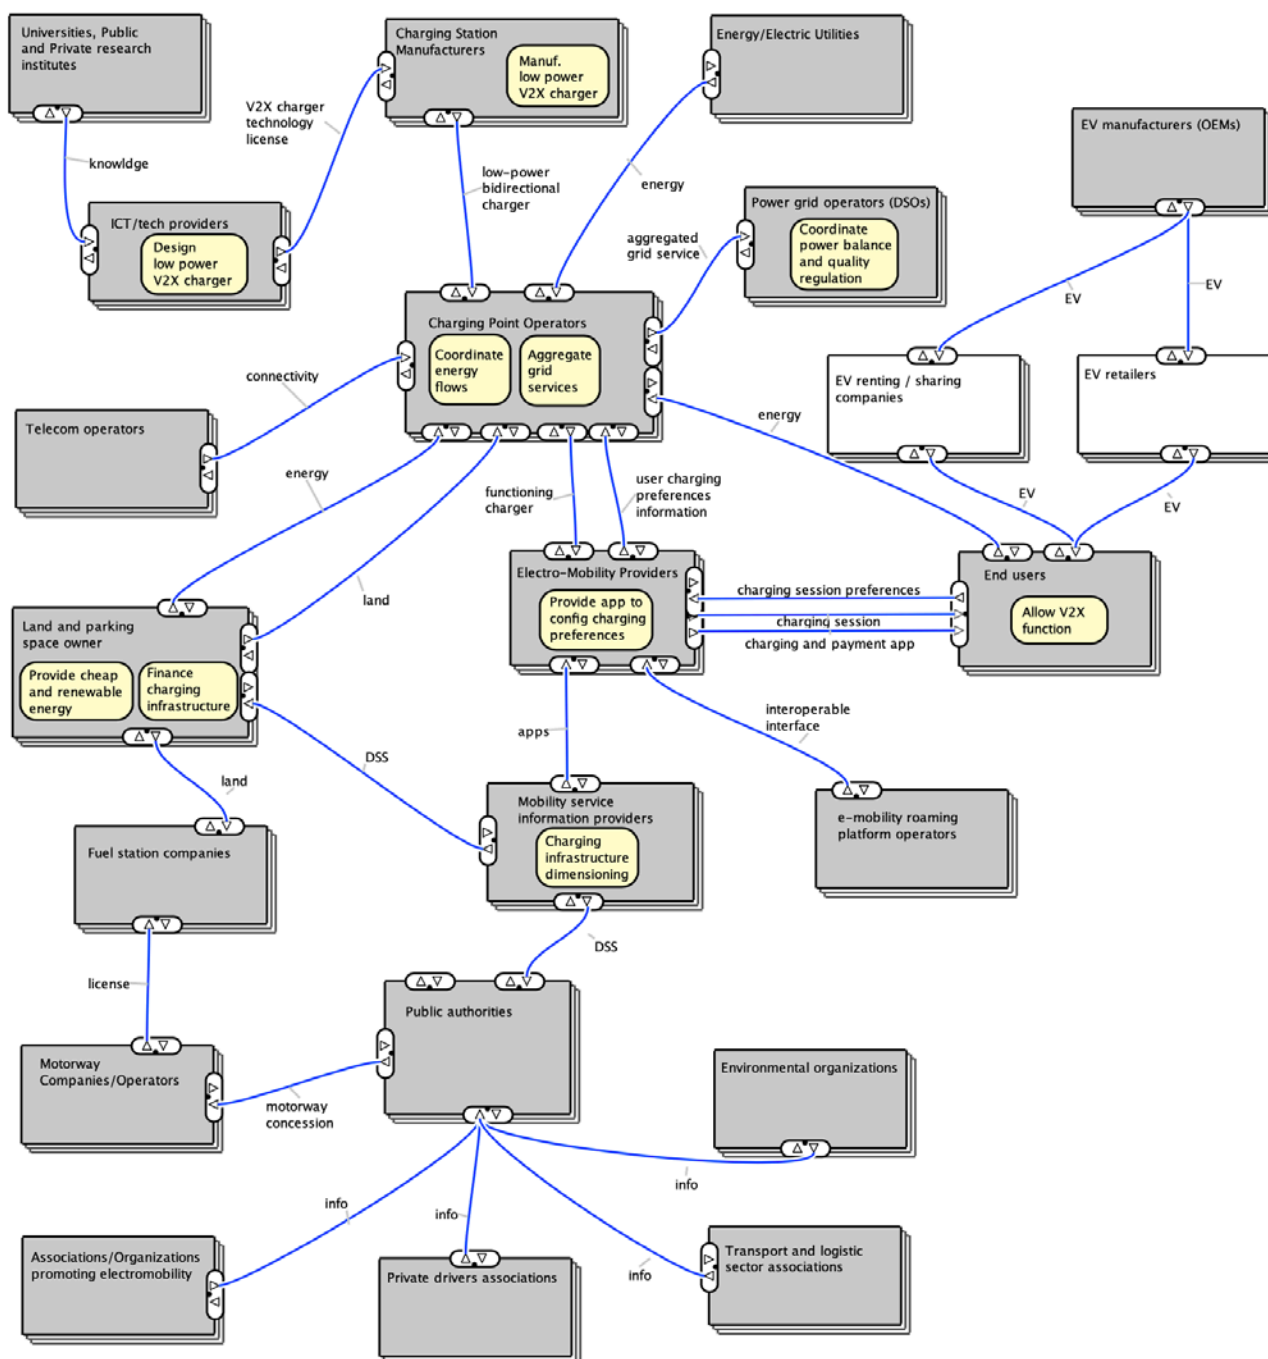 Universities, Public
and Private research
institutes
Charging Station
Manufacturers
Manuf.
low power
V2X charger
Energy/Electric Utilities
V2X charger
technology
license
EV manufacturers (OEMs)
knowldge
low-power
bidirectional
charger
energy
ICT/tech providers
Design
low power
V2X charger
Power grid operators (DSOs)
Coordinate
power balance
and quality
regulation
aggregated
grid service
EV
EV
Charging Point Operators
Coordinate
energy
flows
Aggregate
grid
services
connectivity
EV renting / sharing
companies
EV retailers
energy
Telecom operators
energy
functioning
charger
user charging
preferences
information
EV
EV
Electro-Mobility Providers
Provide app to
config charging
preferences
charging session preferences
charging session
charging and payment app
End users
Allow V2X
function
land
Land and parking
space owner
Provide cheap
and renewable
energy
Finance
charging
infrastructure
interoperable
interface
apps
DSS
land
Mobility service
information providers
Charging
infrastructure
dimensioning
e-mobility roaming
platform operators
Fuel station companies
DSS
license
Public authorities
Motorway
Companies/Operators
motorway
concession
Environmental organizations
info
info
info
info
Associations/Organizations
promoting electromobility
Private drivers associations
Transport and logistic
sector associations